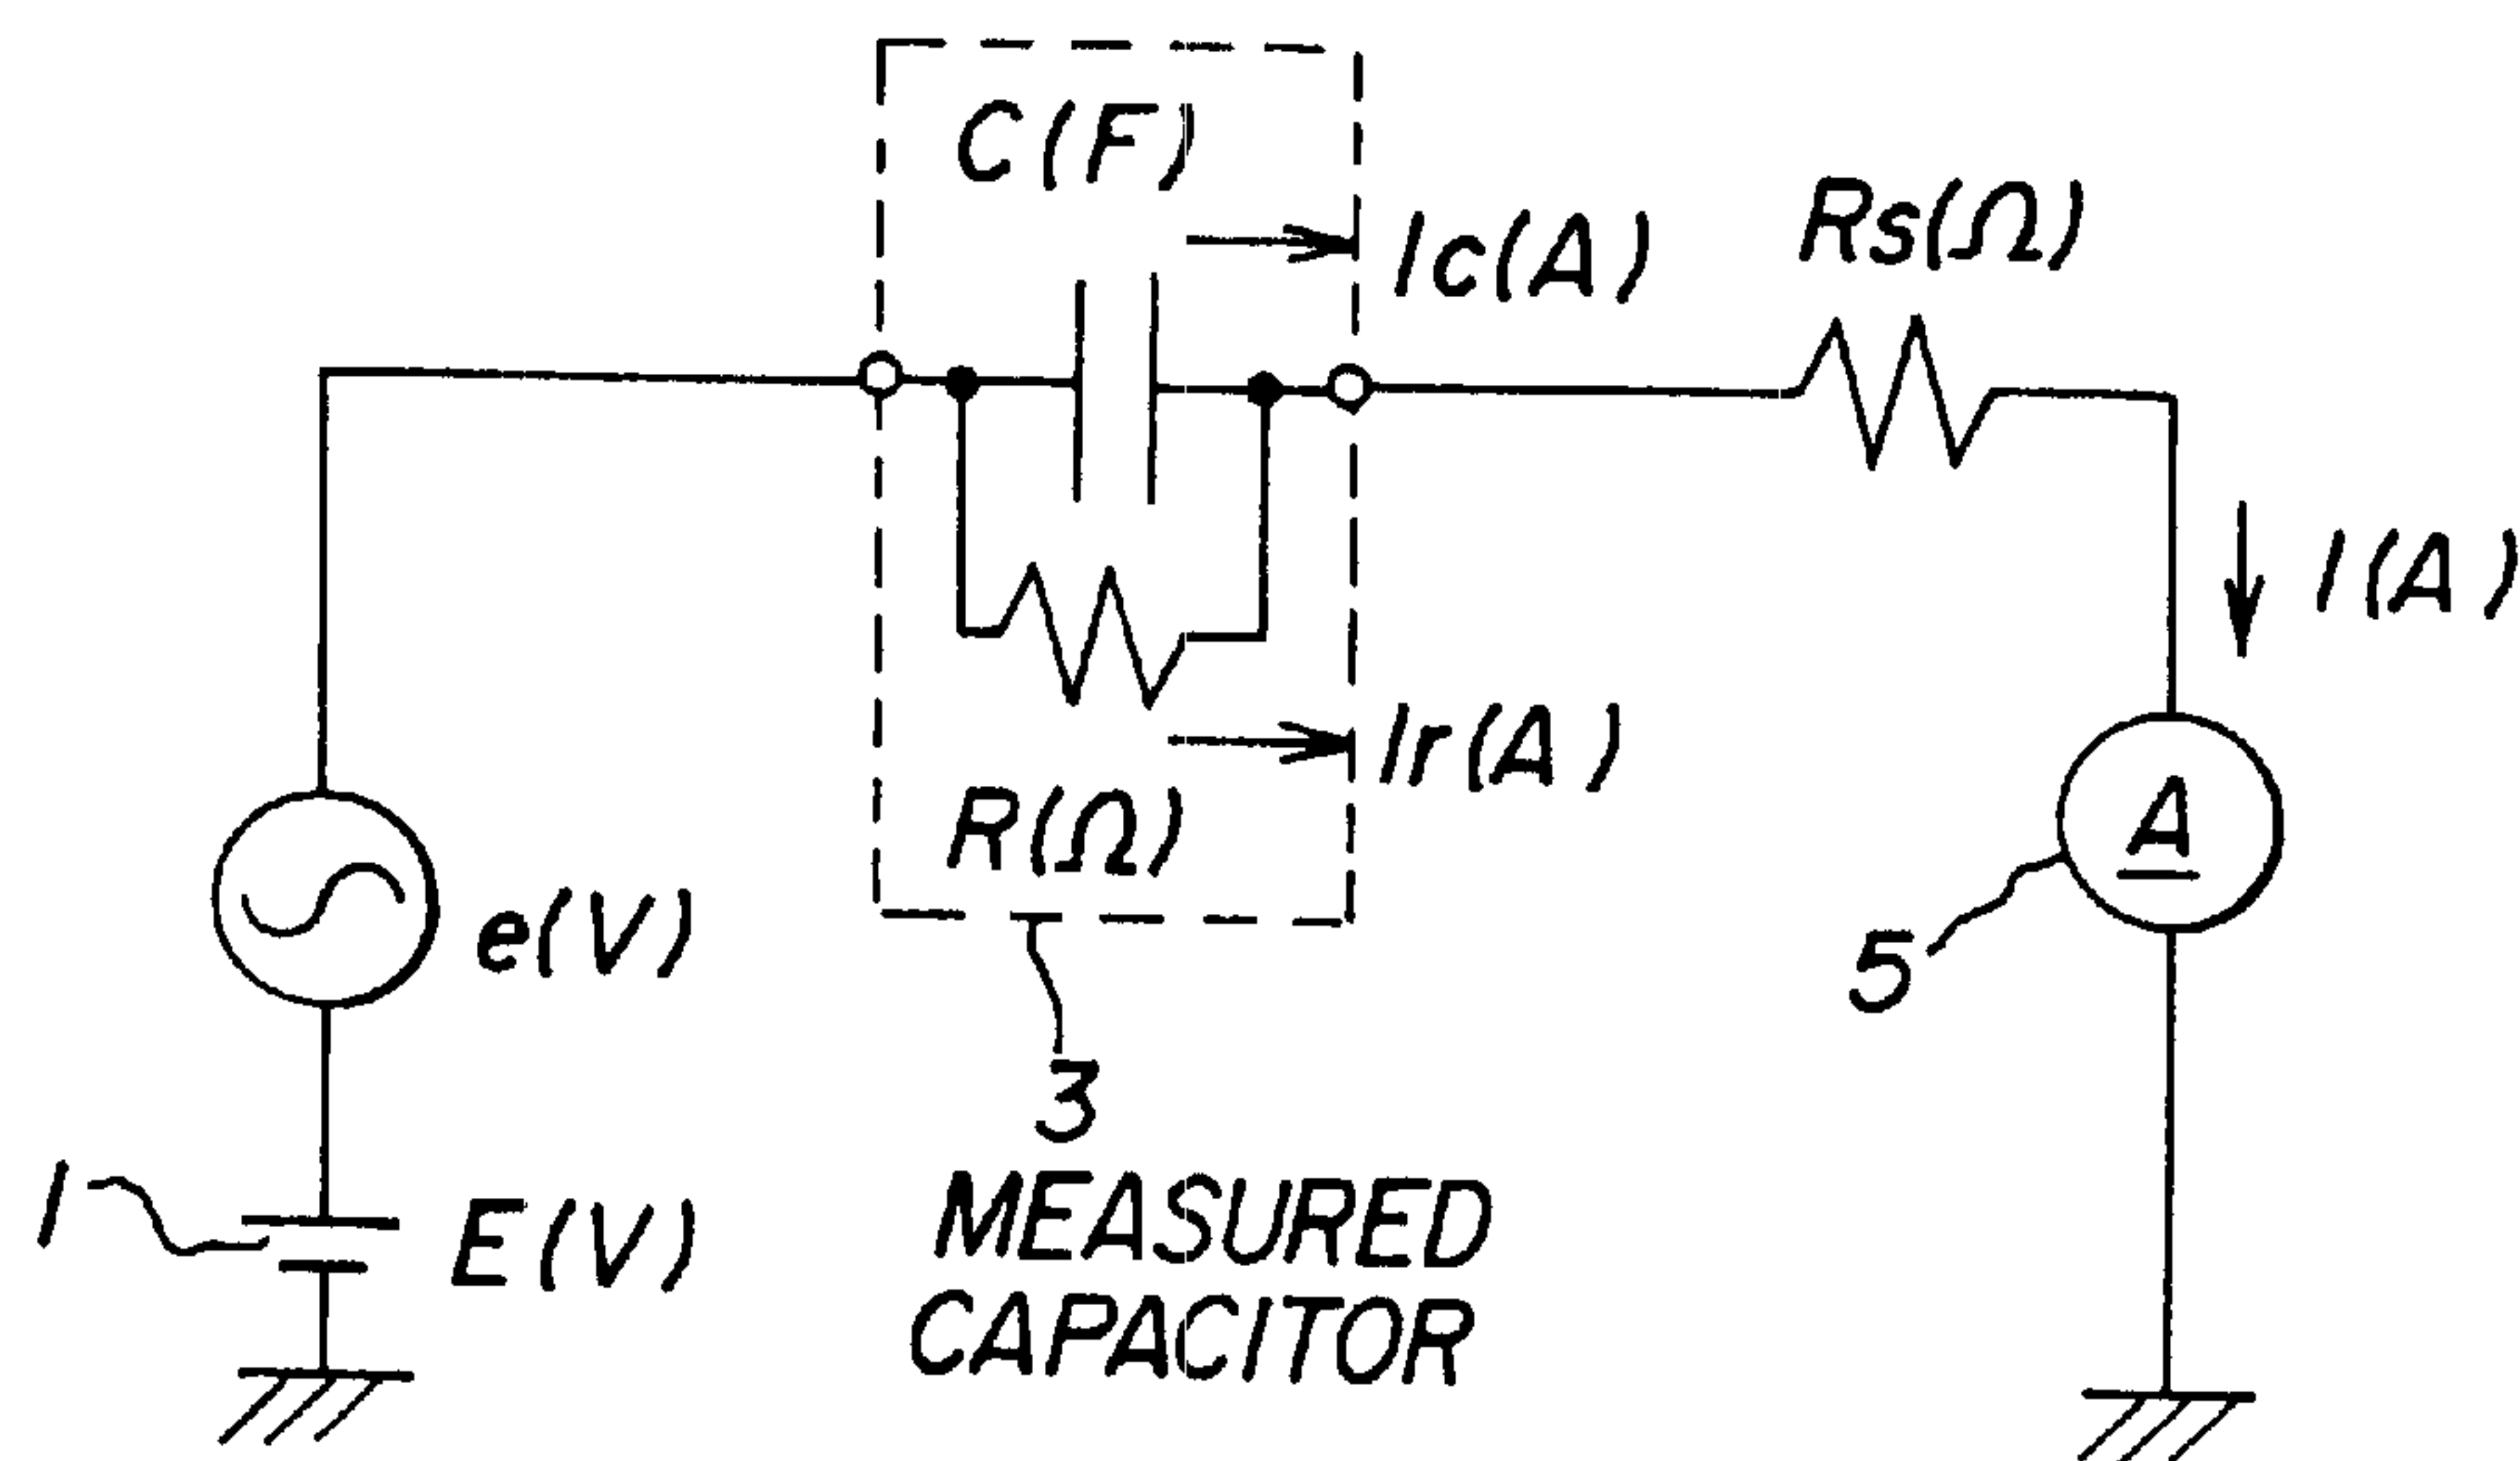 C(F)
Ic(A)
Rs(Ω)
I(A)
Ir(A)
R(Ω)
A
e(V)
5
3
1
E(V)
MEASURED
CAPACITOR